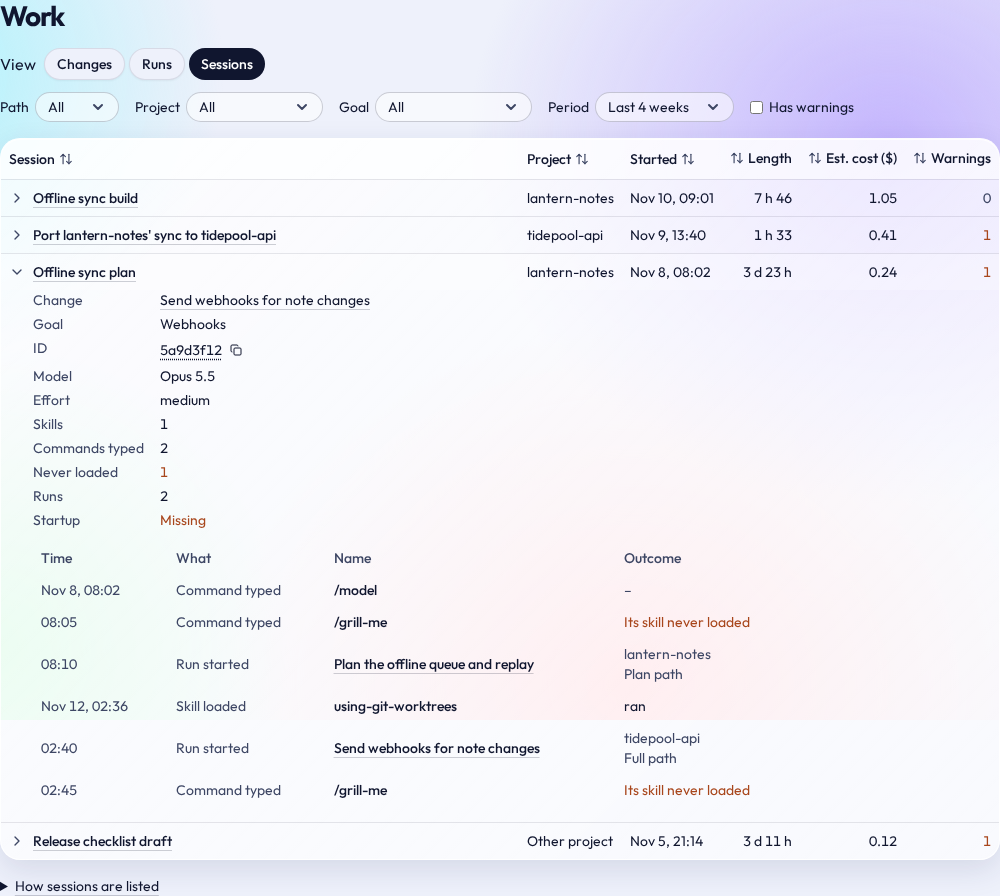 Work
View Changes Runs Sessions
Path All Project All Goal All Period Last 4 weeks Has warnings
Session Project Started Length Est. cost ($) Warnings
Offline sync build lantern-notes Nov 10, 09:01 7 h 46 1.05 0
Port lantern-notes' sync to tidepool-api tidepool-api Nov 9, 13:40 1 h 33 0.41 1
Offline sync plan lantern-notes Nov 8, 08:02 3 d 23 h 0.24 1
Change Send webhooks for note changes
Goal Webhooks
ID 5a9d3f12
Model Opus 5.5
Effort medium
Skills 1
Commands typed 2
Never loaded 1
Runs 2
Startup Missing
Time What Name Outcome
Nov 8, 08:02 Command typed /model –
08:05 Command typed /grill-me Its skill never loaded
08:10 Run started Plan the offline queue and replay lantern-notes
Plan path
Nov 12, 02:36 Skill loaded using-git-worktrees ran
02:40 Run started Send webhooks for note changes tidepool-api
Full path
02:45 Command typed /grill-me Its skill never loaded
Release checklist draft Other project Nov 5, 21:14 3 d 11 h 0.12 1
How sessions are listed